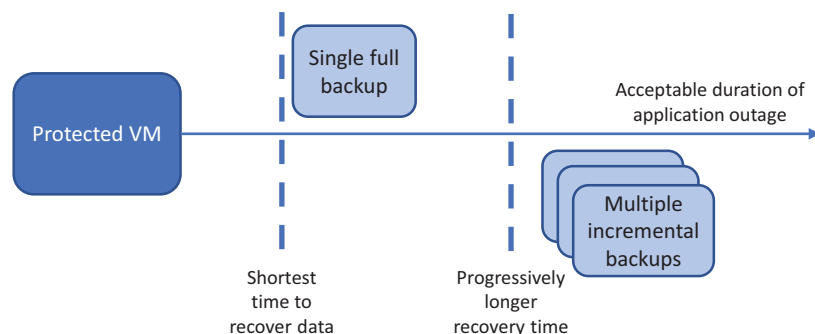 Single full
backup
Acceptable duration of
application outage
Protected VM
Multiple
incremental
backups
Shortest
time to
recover data
Progressively
longer
recovery time